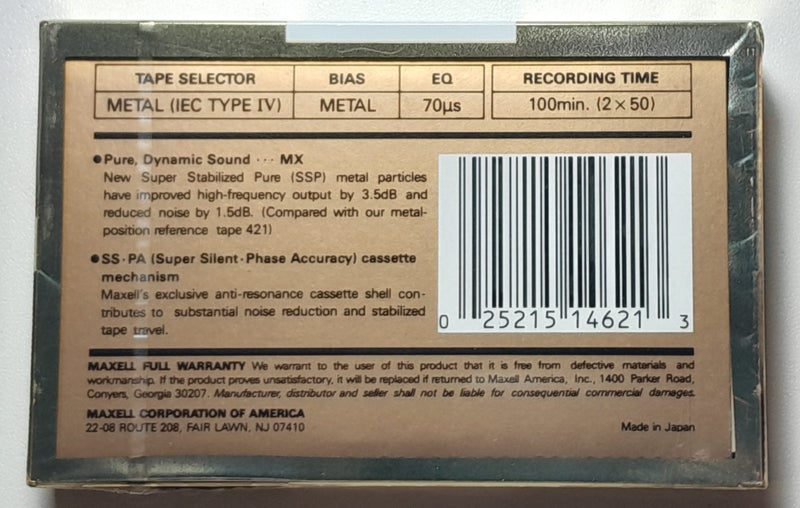 TAPE SELECTOR BIAS EQ RECORDING TIME
METAL (IEC TYPE IV) METAL 70μs 100min. (2 × 50)
●Pure, Dynamic Sound ··· MX
New Super Stabilized Pure (SSP) metal particles
have improved high-frequency output by 3.5dB and
reduced noise by 1.5dB. (Compared with our metal-
position reference tape 421)
●SS·PA (Super Silent·Phase Accuracy) cassette
mechanism
Maxell's exclusive anti-resonance cassette shell con-
tributes to substantial noise reduction and stabilized
tape travel.
0 25215 14621 3
MAXELL FULL WARRANTY We warrant to the user of this product that it is free from defective materials and
workmanship. If the product proves unsatisfactory, it will be replaced if returned to Maxell America, Inc., 1400 Parker Road,
Conyers, Georgia 30207. Manufacturer, distributor and seller shall not be liable for consequential commercial damages.
MAXELL CORPORATION OF AMERICA
22-08 ROUTE 208, FAIR LAWN, NJ 07410
Made in Japan